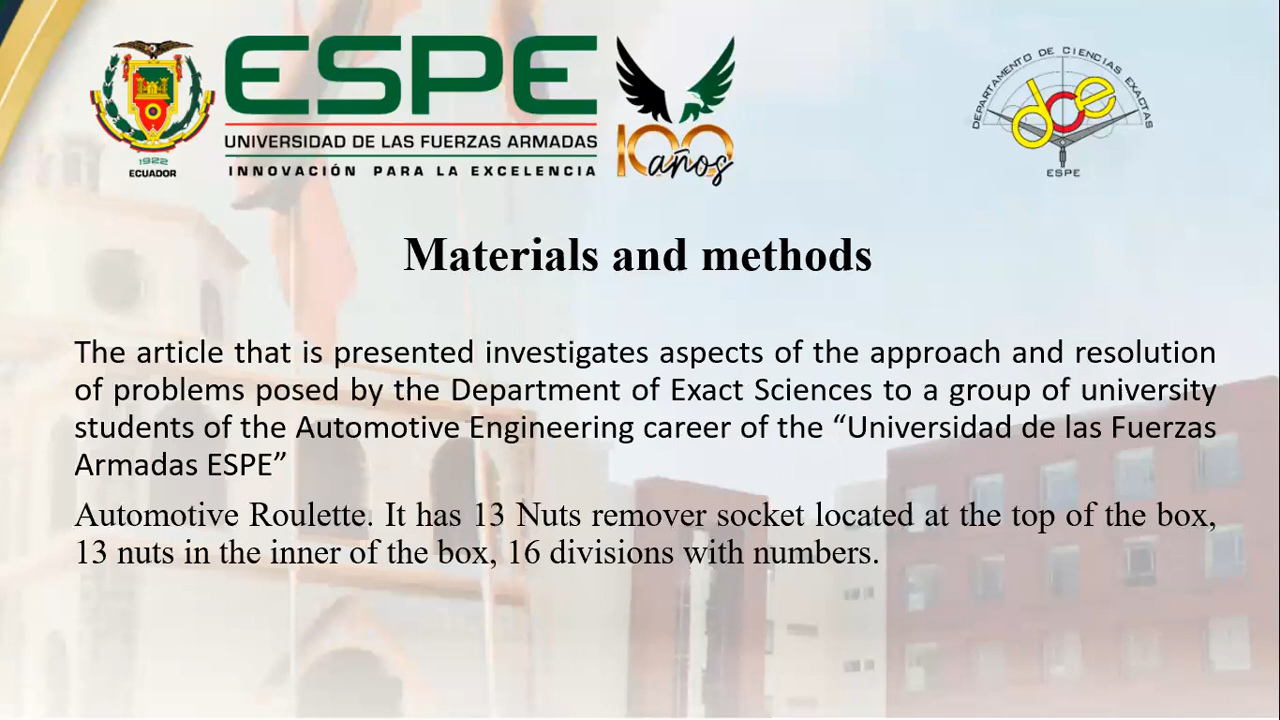 ESPE
UNIVERSIDAD DE LAS FUERZAS ARMADAS
INNOVACIÓN PARA LA EXCELENCIA
1922
ECUADOR
100
años
DEPARTAMENTO DE CIENCIAS EXACTAS
dce
ESPE
Materials and methods
The article that is presented investigates aspects of the approach and resolution
of problems posed by the Department of Exact Sciences to a group of university
students of the Automotive Engineering career of the “Universidad de las Fuerzas
Armadas ESPE”
Automotive Roulette. It has 13 Nuts remover socket located at the top of the box,
13 nuts in the inner of the box, 16 divisions with numbers.